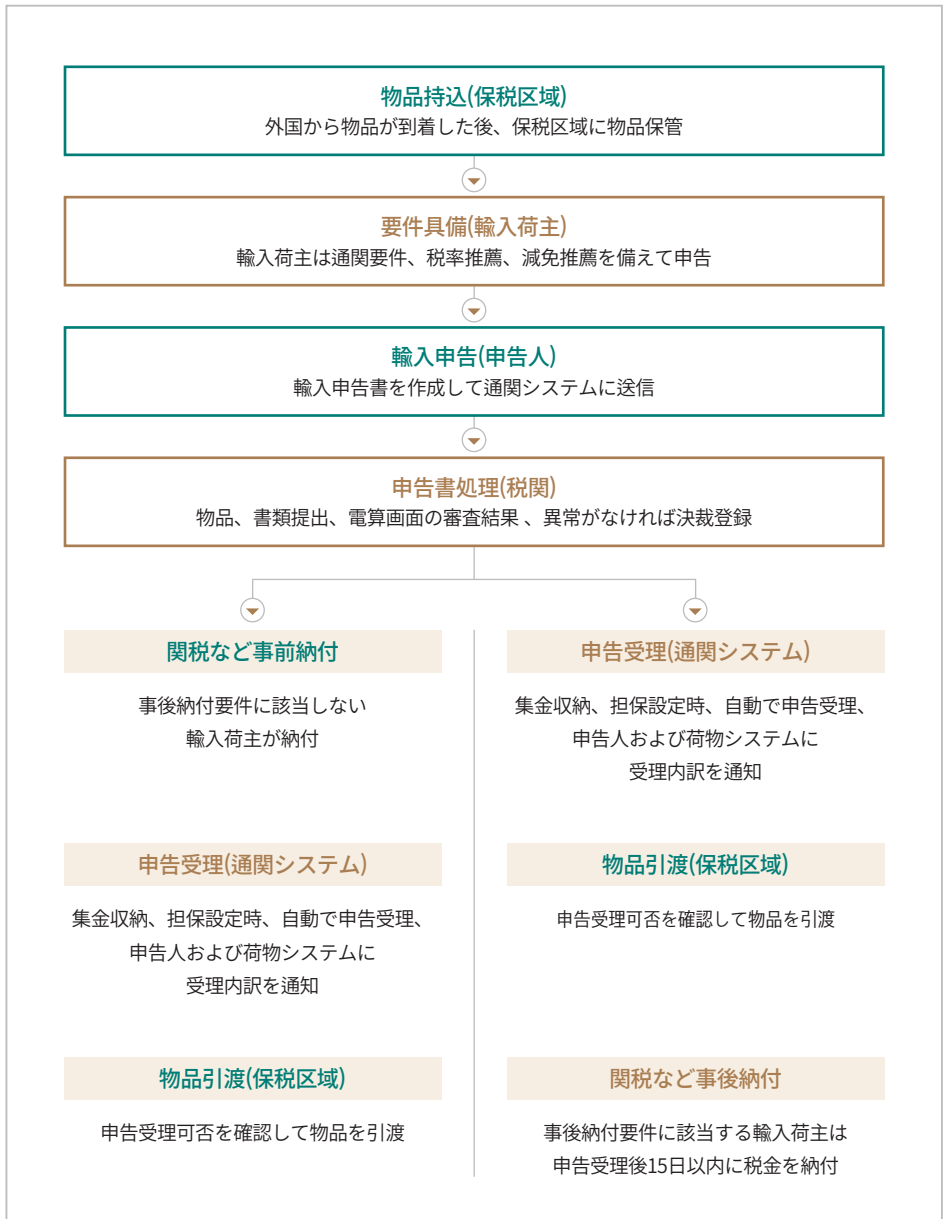 物品持込(保税区域)
外国から物品が到着した後、保税区域に物品保管
要件具備(輸入荷主)
輸入荷主は通関要件、税率推薦、減免推薦を備えて申告
輸入申告(申告人)
輸入申告書を作成して通関システムに送信
申告書処理(税関)
物品、書類提出、電算画面の審査結果 、異常がなければ決裁登録
関税など事前納付
事後納付要件に該当しない
輸入荷主が納付
申告受理(通関システム)
集金収納、担保設定時、自動で申告受理、
申告人および荷物システムに
受理内訳を通知
物品引渡(保税区域)
申告受理可否を確認して物品を引渡
申告受理(通関システム)
集金収納、担保設定時、自動で申告受理、
申告人および荷物システムに
受理内訳を通知
物品引渡(保税区域)
申告受理可否を確認して物品を引渡
関税など事後納付
事後納付要件に該当する輸入荷主は
申告受理後15日以内に税金を納付